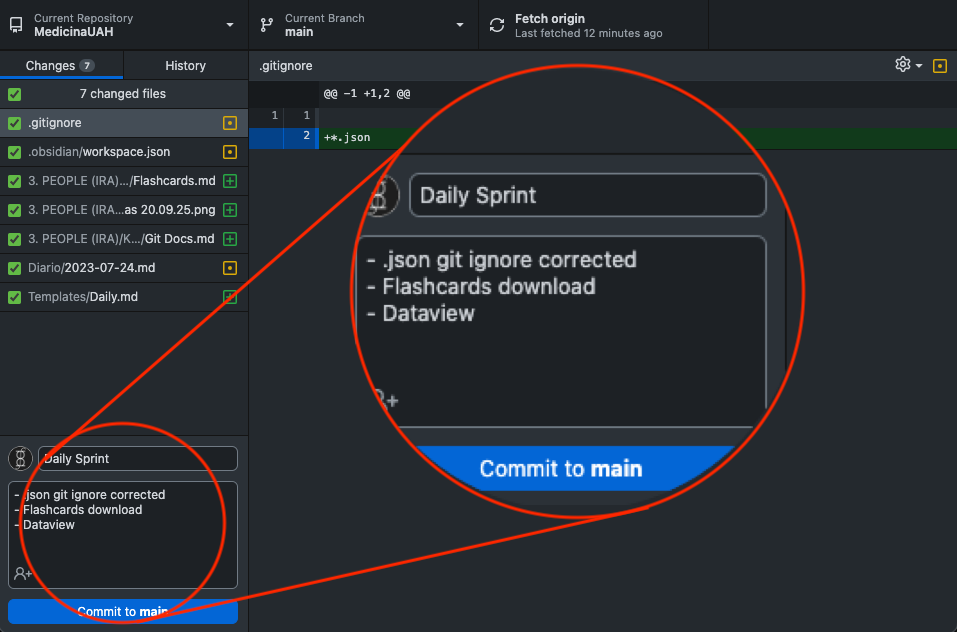 Current Repository
MedicinaUAH
Current Branch
main
Fetch origin
Last fetched 12 minutes ago
Changes 7
History
7 changed files
.gitignore
.obsidian/workspace.json
3. PEOPLE (IRA).../Flashcards.md
3. PEOPLE (IRA...as 20.09.25.png
3. PEOPLE (IRA)/K.../Git Docs.md
Diario/2023-07-24.md
Templates/Daily.md
Daily Sprint
- .json git ignore corrected
- Flashcards download
- Dataview
Commit to main
.gitignore
@@ -1 +1,2 @@
1 1
2 +*.json
Daily Sprint
- .json git ignore corrected
- Flashcards download
- Dataview
Commit to main